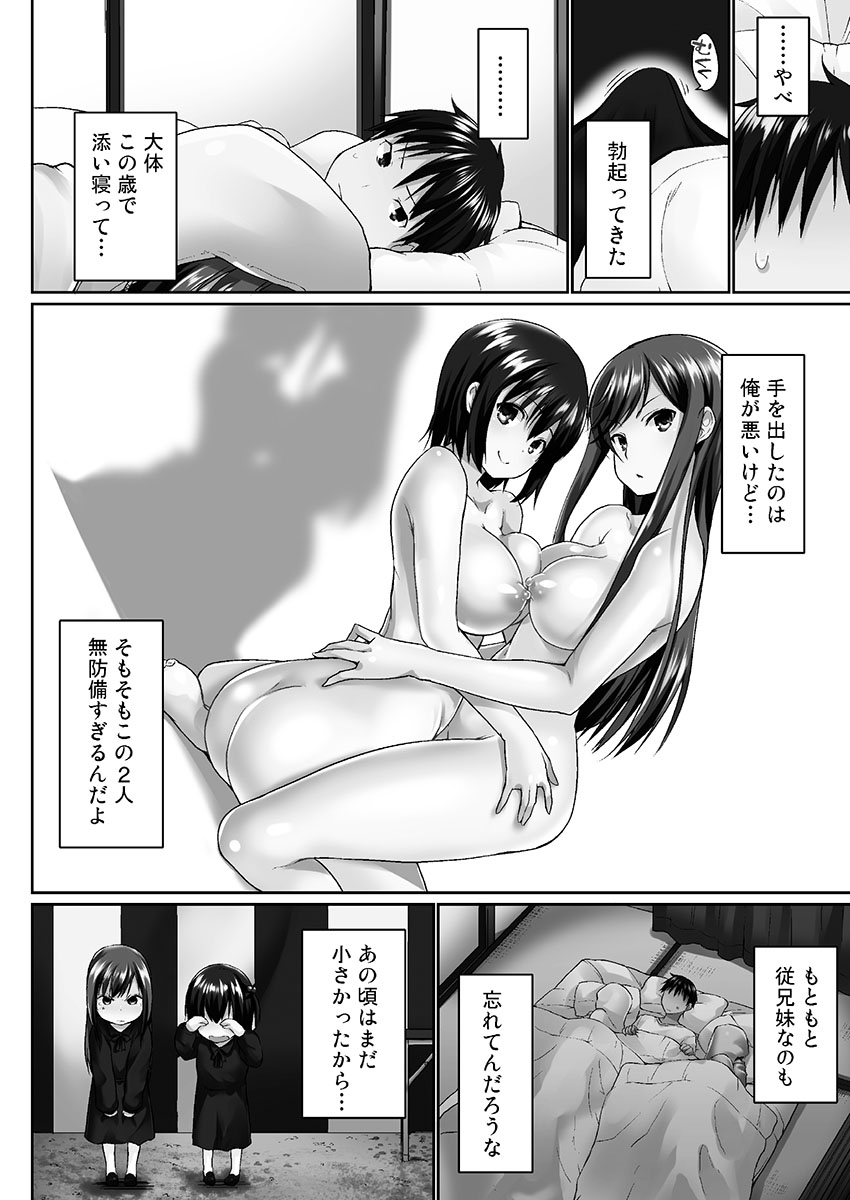 ……やべ
むくっ
勃起ってきた
………
大体
この歳で
添い寝って…
手を出したのは
俺が悪いけど…
そもそもこの2人
無防備すぎるんだよ
もともと
従兄妹なのも
忘れてんだろうな
あの頃はまだ
小さかったから…